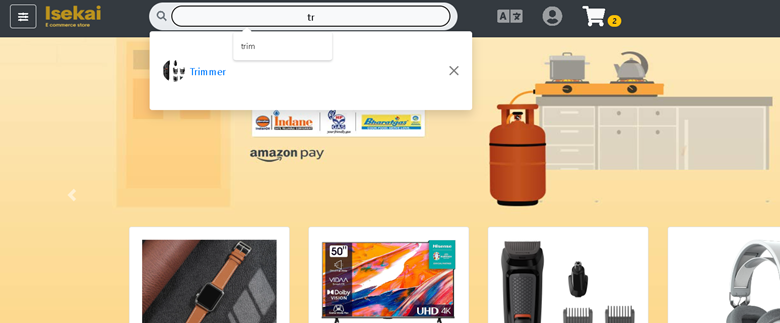 Isekai
E commerce store
tr
2
trim
Trimmer
Indane
Bharatgas
amazon pay
50"
Hisense
VIDAA
Dolby
VISION
UHD 4K